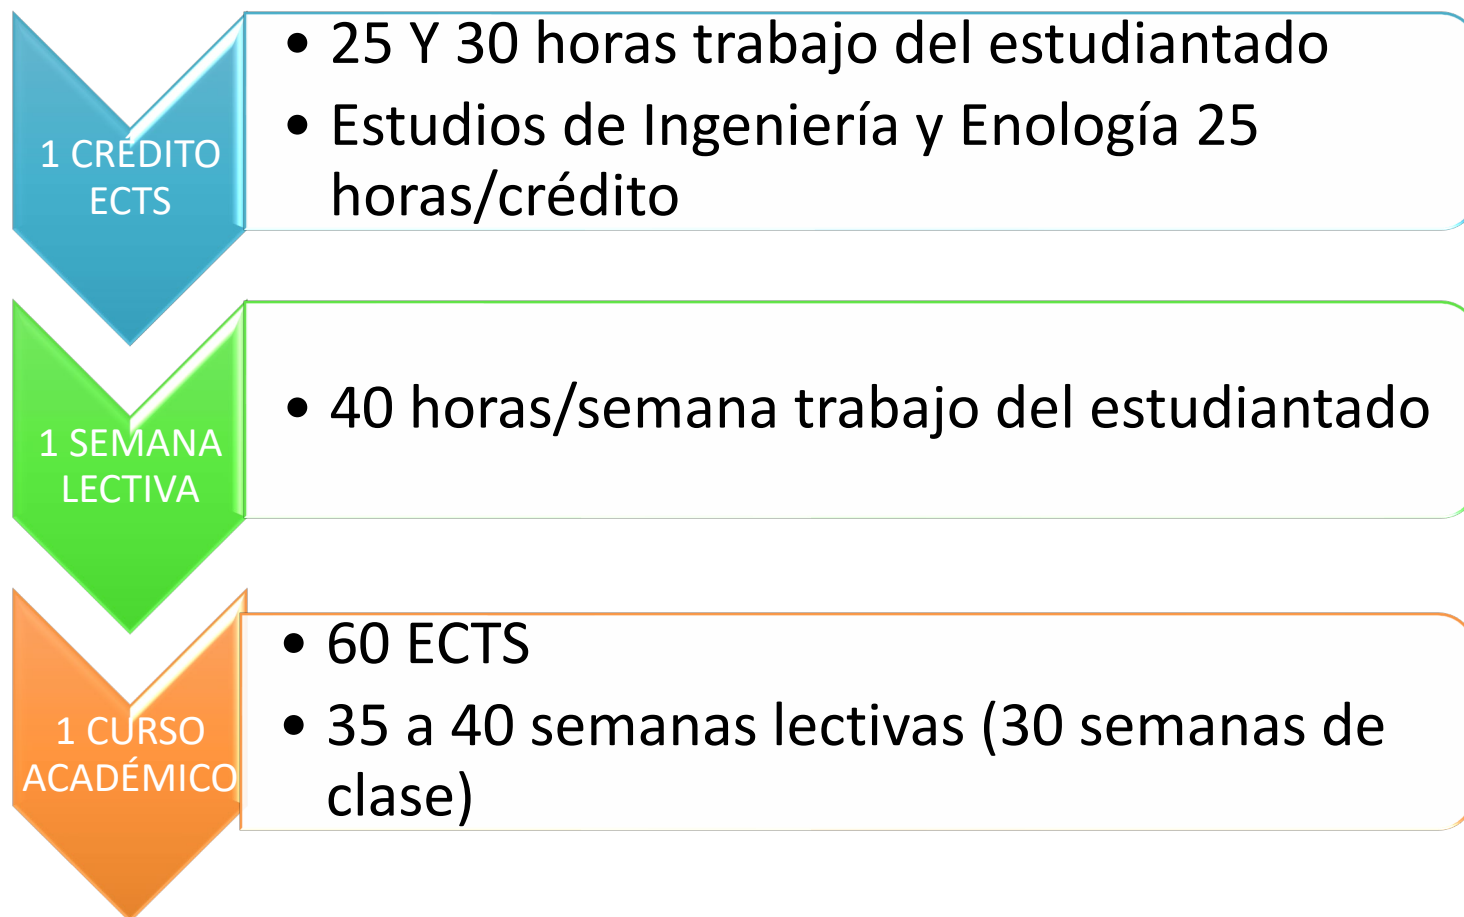 1 CRÉDITO
ECTS
• 25 Y 30 horas trabajo del estudiantado
• Estudios de Ingeniería y Enología 25
horas/crédito
1 SEMANA
LECTIVA
• 40 horas/semana trabajo del estudiantado
1 CURSO
ACADÉMICO
• 60 ECTS
• 35 a 40 semanas lectivas (30 semanas de
clase)